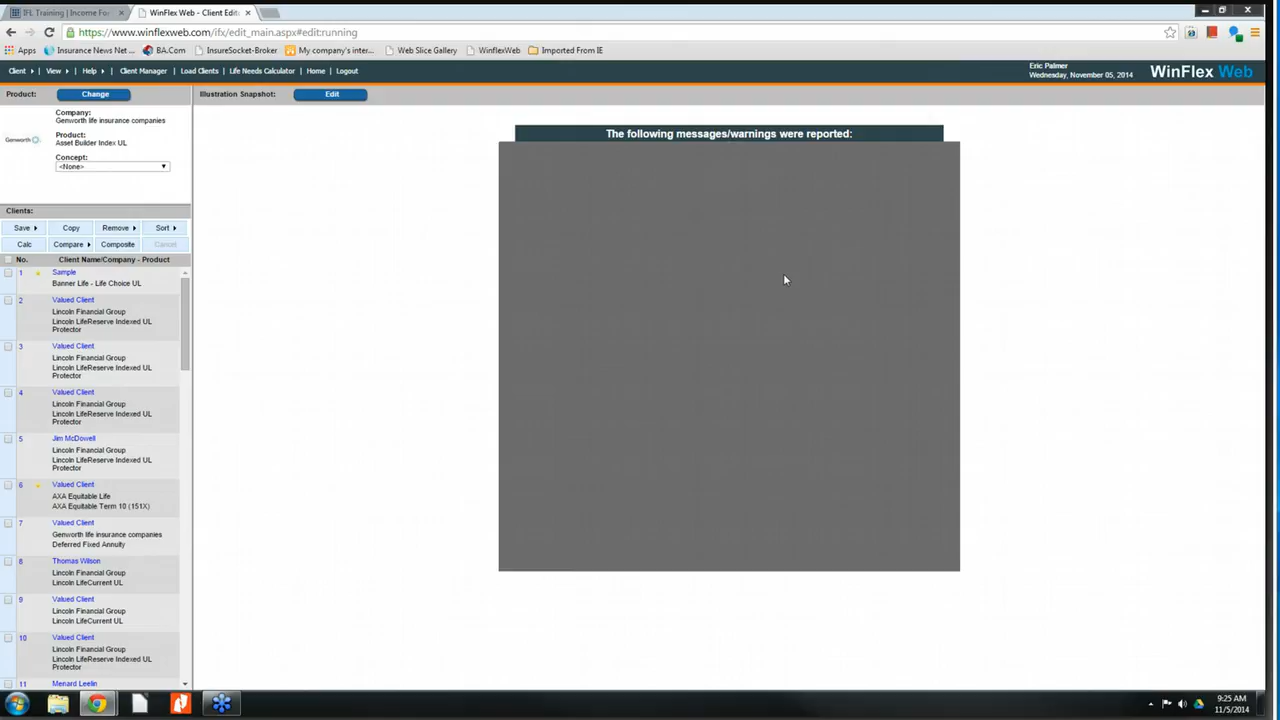 IFL Training | Income For
WinFlex Web - Client Edit
https://www.winflexweb.com/ifx/edit_main.aspx#edit:running
Apps Insurance News Net ... BA.Com InsureSocket-Broker My company's inter... Web Slice Gallery WinflexWeb Imported From IE
Client View Help Client Manager Load Clients Life Needs Calculator Home Logout
Eric Palmer
Wednesday, November 05, 2014
WinFlex Web
Product: Change
Illustration Snapshot: Edit
Company:
Genworth life insurance companies
Genworth
Product:
Asset Builder Index UL
Concept:
<None>
The following messages/warnings were reported:
Clients:
Save Copy Remove Sort
Calc Compare Composite Cancel
No. Client Name/Company - Product
1 Sample
Banner Life - Life Choice UL
2 Valued Client
Lincoln Financial Group
Lincoln LifeReserve Indexed UL
Protector
3 Valued Client
Lincoln Financial Group
Lincoln LifeReserve Indexed UL
Protector
4 Valued Client
Lincoln Financial Group
Lincoln LifeReserve Indexed UL
Protector
5 Jim McDowell
Lincoln Financial Group
Lincoln LifeReserve Indexed UL
Protector
6 Valued Client
AXA Equitable Life
AXA Equitable Term 10 (151X)
7 Valued Client
Genworth life insurance companies
Deferred Fixed Annuity
8 Thomas Wilson
Lincoln Financial Group
Lincoln LifeCurrent UL
9 Valued Client
Lincoln Financial Group
Lincoln LifeCurrent UL
10 Valued Client
Lincoln Financial Group
Lincoln LifeReserve Indexed UL
Protector
11 Menard Leelin
9:25 AM
11/5/2014